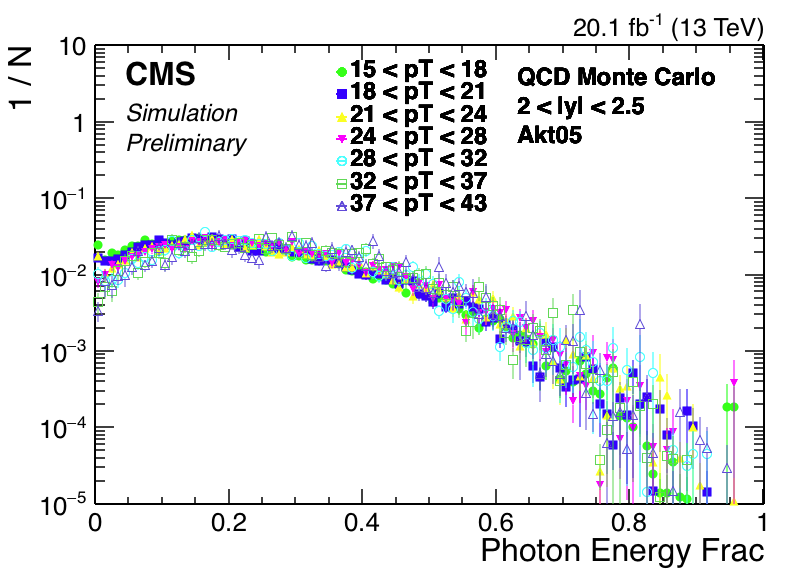 20.1 fb⁻¹ (13 TeV)
1 / N
10
1
10⁻¹
10⁻²
10⁻³
10⁻⁴
10⁻⁵
CMS
Simulation
Preliminary
15 < pT < 18
18 < pT < 21
21 < pT < 24
24 < pT < 28
28 < pT < 32
32 < pT < 37
37 < pT < 43
QCD Monte Carlo
2 < lyl < 2.5
Akt05
0 0.2 0.4 0.6 0.8 1
Photon Energy Frac